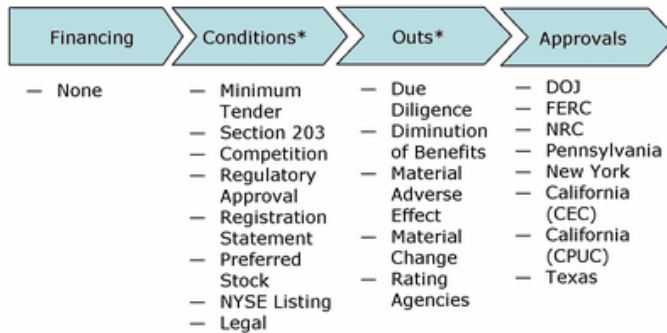 Financing
Conditions*
Outs*
Approvals
— None
— Minimum
Tender
— Section 203
— Competition
— Regulatory
Approval
— Registration
Statement
— Preferred
Stock
— NYSE Listing
— Legal
— Due
Diligence
— Diminution
of Benefits
— Material
Adverse
Effect
— Material
Change
— Rating
Agencies
— DOJ
— FERC
— NRC
— Pennsylvania
— New York
— California
(CEC)
— California
(CPUC)
— Texas